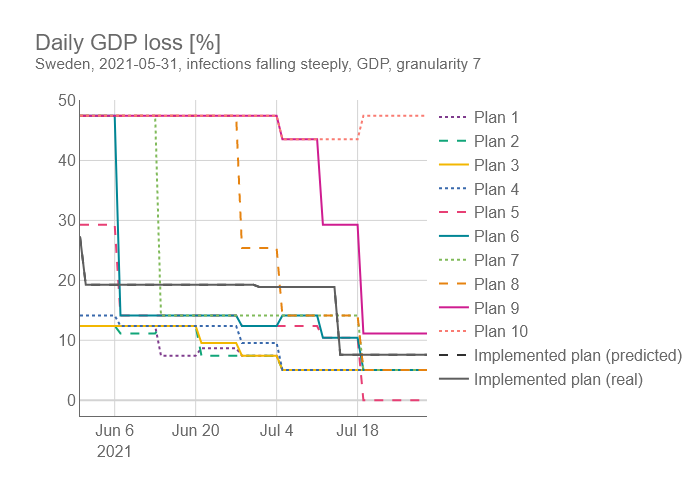 Daily GDP loss [%]
Sweden, 2021-05-31, infections falling steeply, GDP, granularity 7
50
40
30
20
10
0
Jun 6
2021
Jun 20
Jul 4
Jul 18
Plan 1
Plan 2
Plan 3
Plan 4
Plan 5
Plan 6
Plan 7
Plan 8
Plan 9
Plan 10
Implemented plan (predicted)
Implemented plan (real)